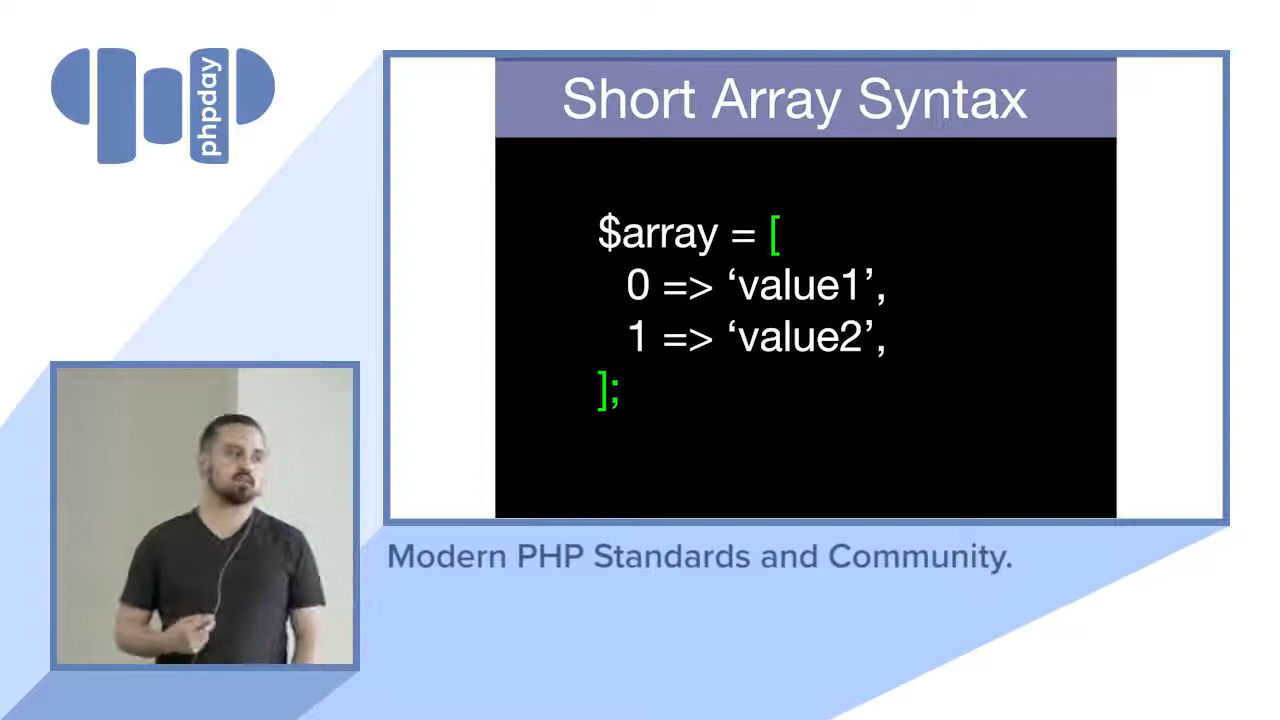 phpday
Short Array Syntax
$array = [
0 => ‘value1’,
1 => ‘value2’,
];
Modern PHP Standards and Community.